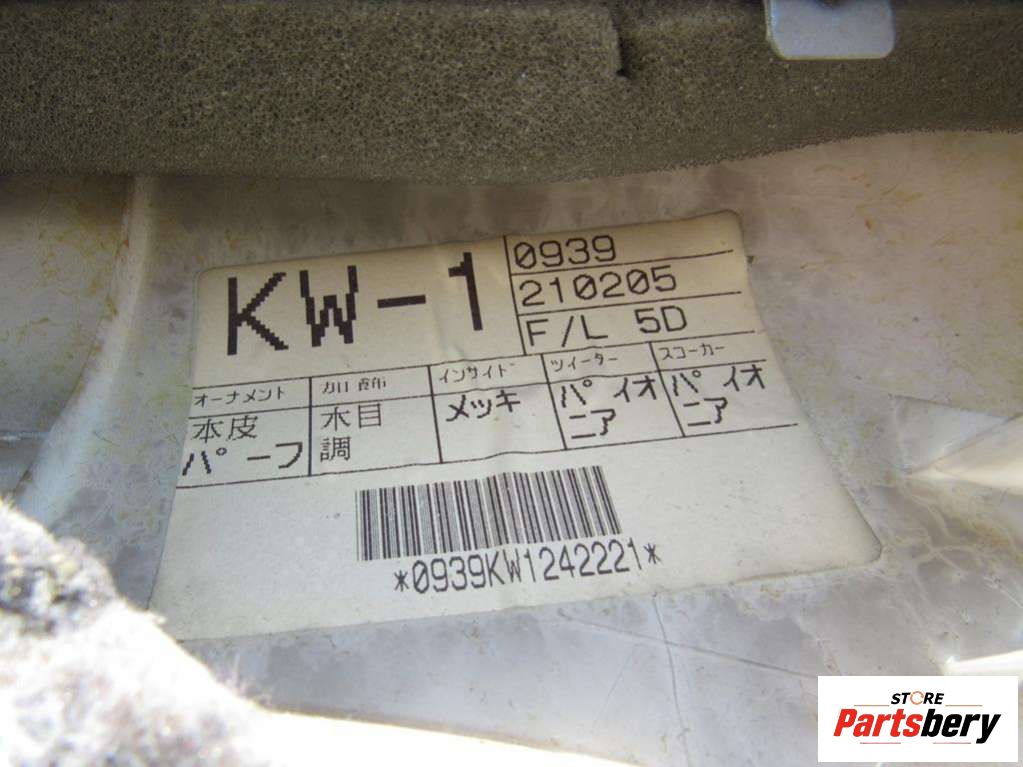 KW-1
0939
210205
F/L 5D
オーナメント 加飾 インサイド ツイーター スコーカー
本皮 木目 メッキ パイオ パイオ
パーフ 調 ニア ニア
*0939KW1242221*
STORE
Partsbery